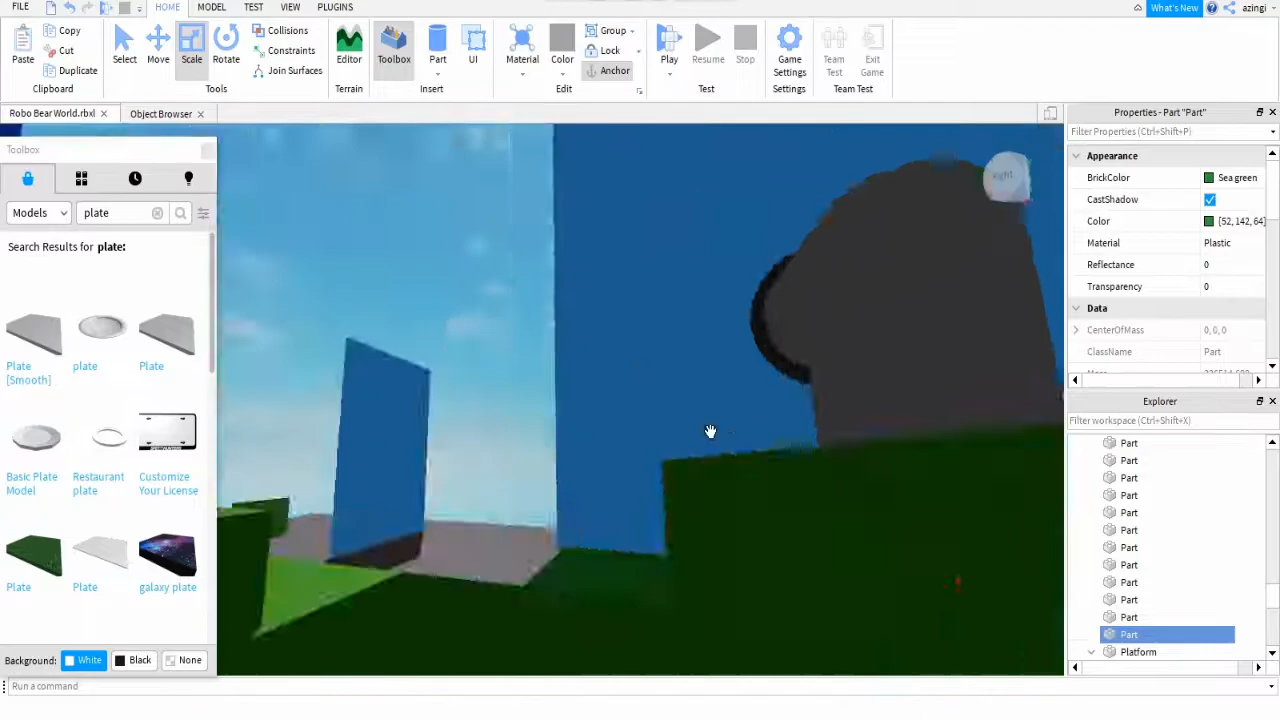 FILE HOME MODEL TEST VIEW PLUGINS What's New azingi
Paste Copy Cut Duplicate Clipboard
Select Move Scale Rotate Collisions Constraints Join Surfaces Tools
Editor Terrain
Toolbox Part UI Insert
Material Color Group Lock Anchor Edit
Play Resume Stop Test
Game Settings Settings
Team Test Exit Game Team Test
Robo Bear World.rbxl Object Browser
Toolbox
Models plate
Search Results for plate:
Plate [Smooth] plate Plate
Basic Plate Model Restaurant plate Customize Your License
Plate Plate galaxy plate
Background: White Black None
Run a command
Right
Properties - Part "Part"
Filter Properties (Ctrl+Shift+P)
Appearance
BrickColor Sea green
CastShadow
Color [52, 142, 64]
Material Plastic
Reflectance 0
Transparency 0
Data
CenterOfMass 0, 0, 0
ClassName Part
Explorer
Filter workspace (Ctrl+Shift+X)
Part
Part
Part
Part
Part
Part
Part
Part
Part
Part
Part
Part
Platform